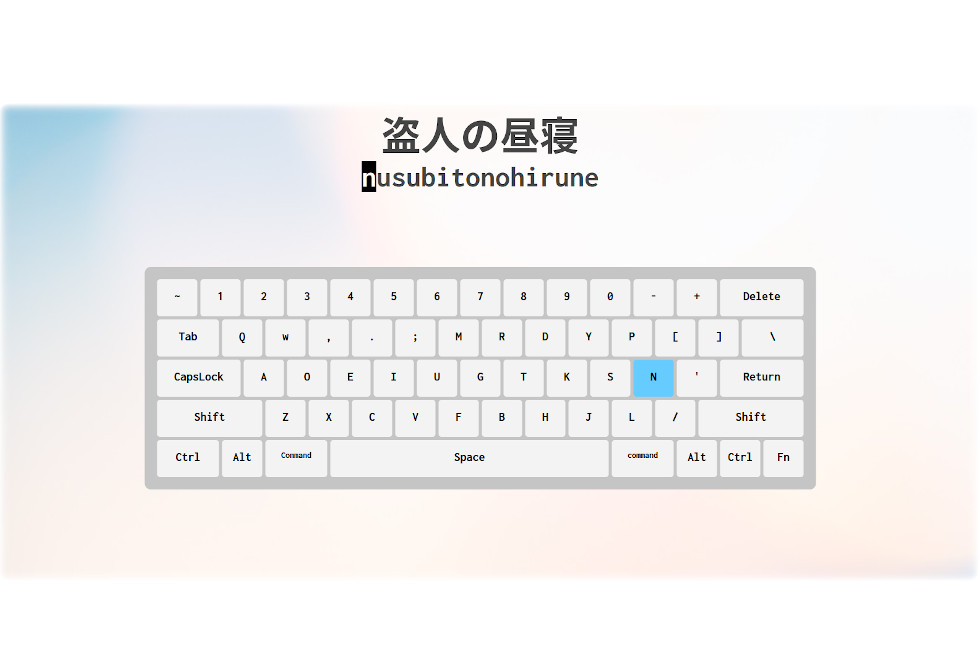 盗人の昼寝
nusubitonohirune
~ 1 2 3 4 5 6 7 8 9 0 - + Delete
Tab Q w , . ; M R D Y P [ ] \
CapsLock A O E I U G T K S N ' Return
Shift Z X C V F B H J L / Shift
Ctrl Alt Command Space command Alt Ctrl Fn